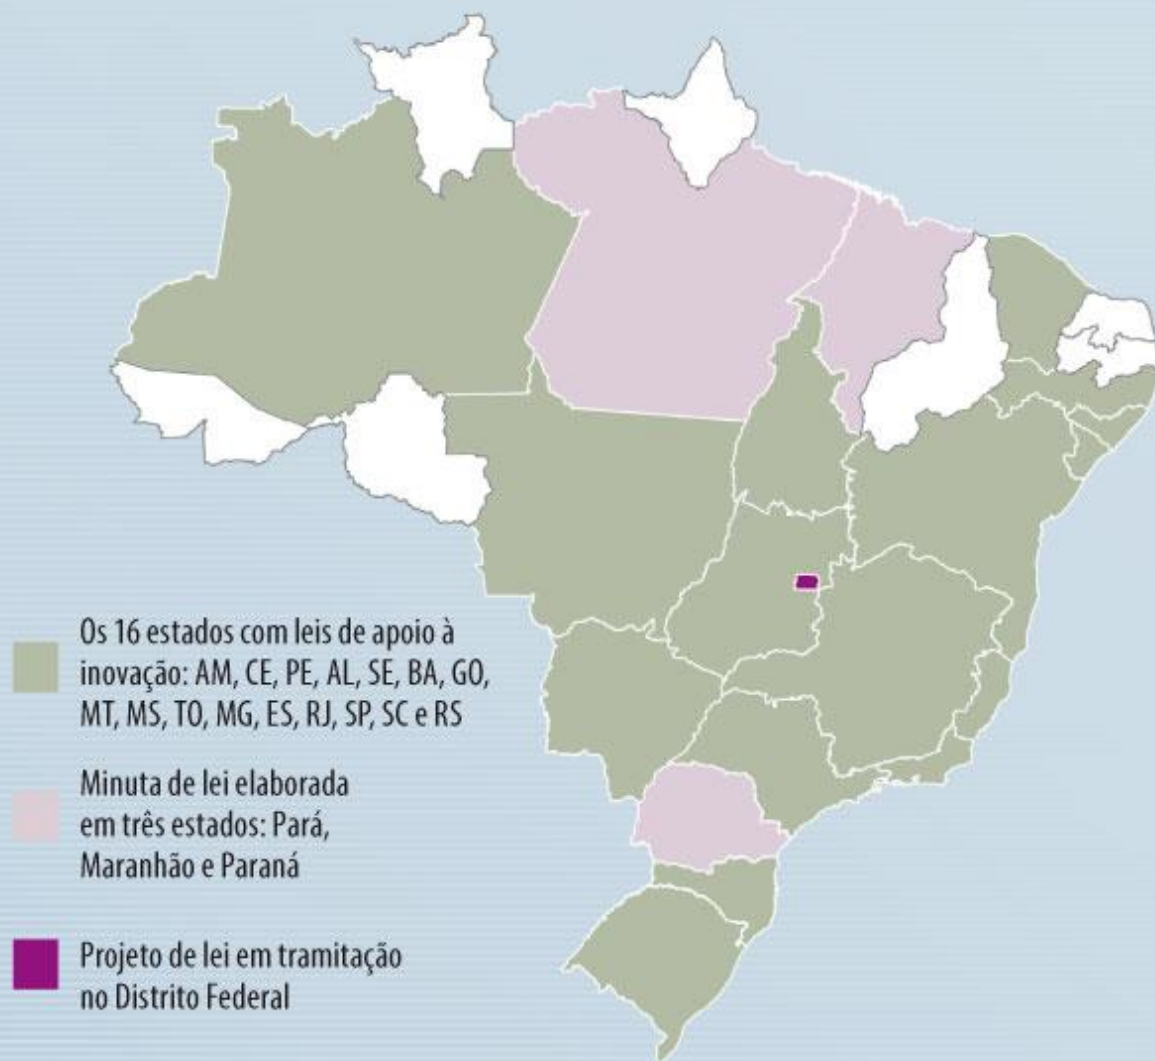 Os 16 estados com leis de apoio à
inovação: AM, CE, PE, AL, SE, BA, GO,
MT, MS, TO, MG, ES, RJ, SP, SC e RS
Minuta de lei elaborada
em três estados: Pará,
Maranhão e Paraná
Projeto de lei em tramitação
no Distrito Federal